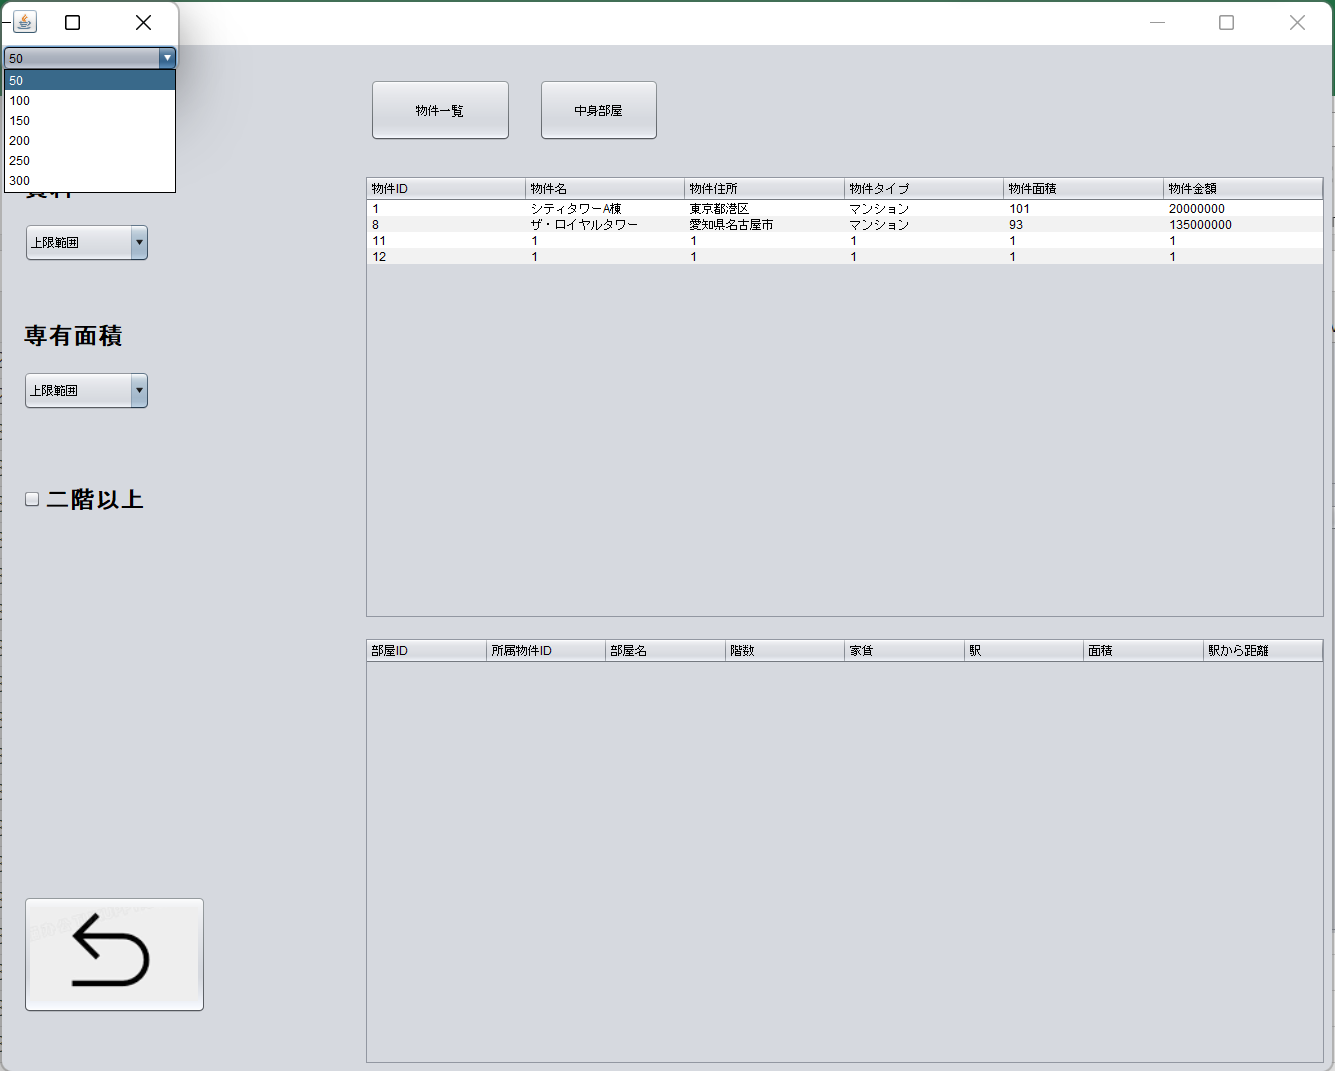 50
50
100
150
200
250
300
上限範囲
専有面積
上限範囲
二階以上
物件一覧 中身部屋
物件ID 物件名 物件住所 物件タイプ 物件面積 物件金額
1 シティタワーA棟 東京都港区 マンション 101 20000000
8 ザ・ロイヤルタワー 愛知県名古屋市 マンション 93 135000000
11 1 1 1 1 1
12 1 1 1 1 1
部屋ID 所属物件ID 部屋名 階数 家賃 駅 面積 駅から距離